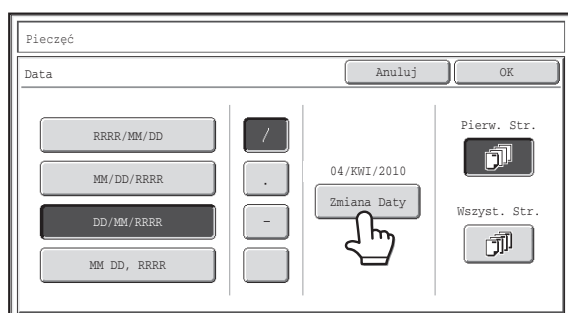 Pieczęć
Data
Anuluj
OK
RRRR/MM/DD
MM/DD/RRRR
DD/MM/RRRR
MM DD, RRRR
/
.
-
04/KWI/2010
Zmiana Daty
Pierw. Str.
Wszyst. Str.